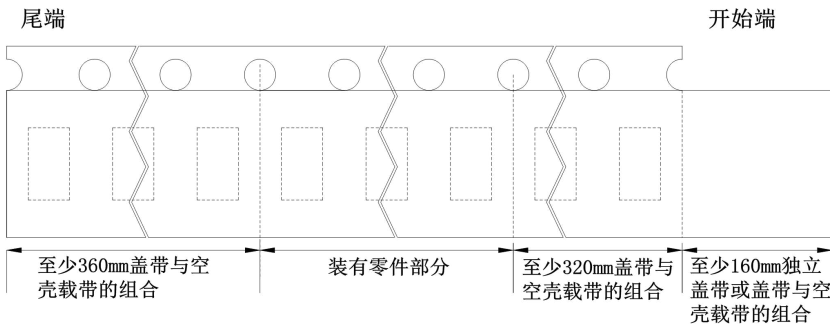 尾端
开始端
至少360mm盖带与空
壳载带的组合
装有零件部分
至少320mm盖带与
空壳载带的组合
至少160mm独立
盖带或盖带与空
壳载带的组合